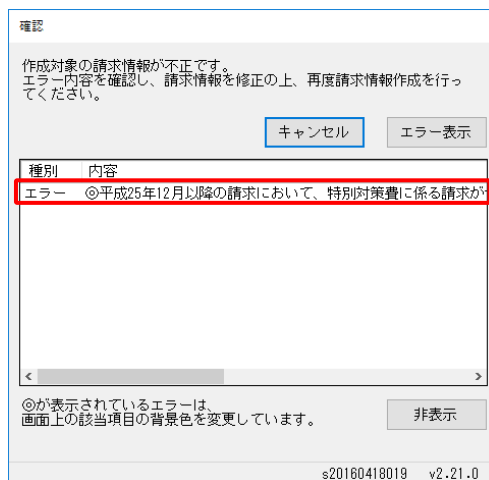 確認
作成対象の請求情報が不正です。
エラー内容を確認し、請求情報を修正の上、再度請求情報作成を行っ
てください。
キャンセル
エラー表示
種別 内容
エラー ◎平成25年12月以降の請求において、特別対策費に係る請求が
◎が表示されているエラーは、
画面上の該当項目の背景色を変更しています。
非表示
s20160418019 v2.21.0